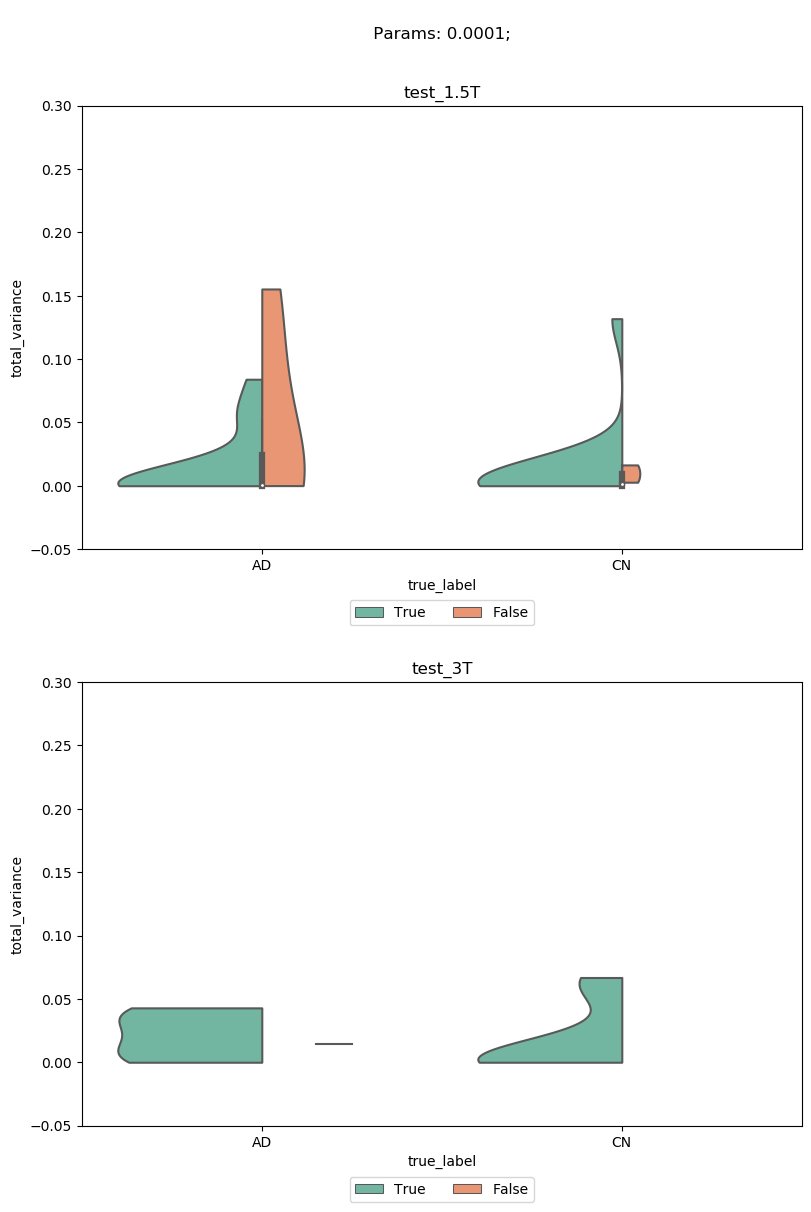 Params: 0.0001;
test_1.5T
0.30
0.25
0.20
0.15
0.10
0.05
0.00
−0.05
total_variance
AD CN
true_label
True False
test_3T
0.30
0.25
0.20
0.15
0.10
0.05
0.00
−0.05
total_variance
AD CN
true_label
True False